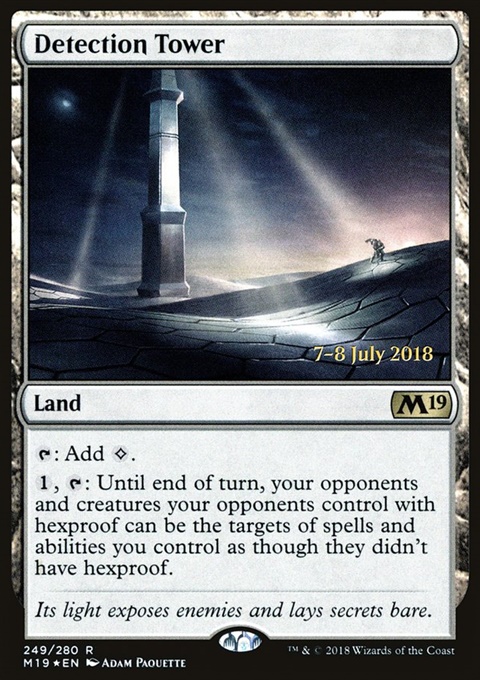 Detection Tower
7–8 July 2018
Land
M19
: Add .
1, : Until end of turn, your opponents
and creatures your opponents control with
hexproof can be the targets of spells and
abilities you control as though they didn't
have hexproof.
Its light exposes enemies and lays secrets bare.
249/280 R
M19★EN Adam Paquette
™ & © 2018 Wizards of the Coast